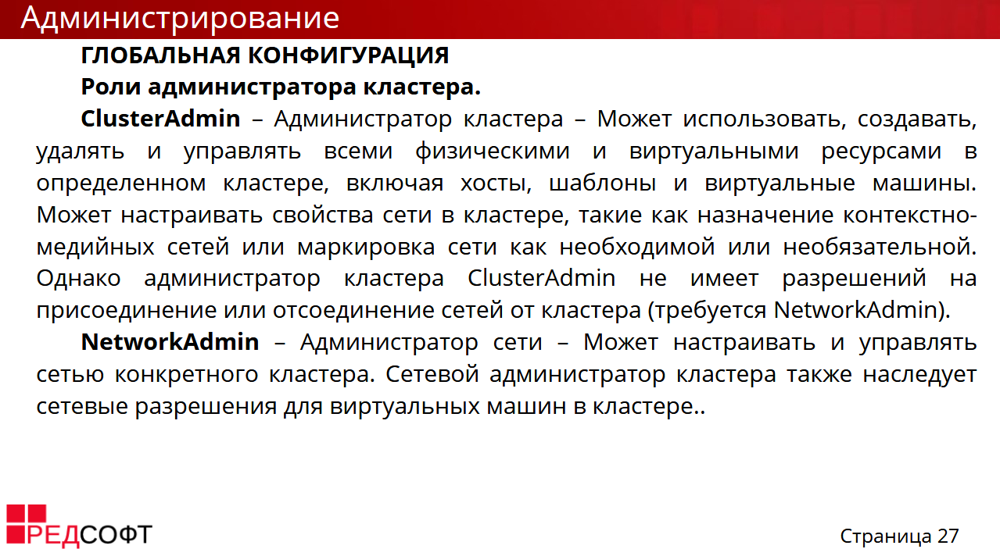 Администрирование
ГЛОБАЛЬНАЯ КОНФИГУРАЦИЯ
Роли администратора кластера.
ClusterAdmin – Администратор кластера – Может использовать, создавать,
удалять и управлять всеми физическими и виртуальными ресурсами в
определенном кластере, включая хосты, шаблоны и виртуальные машины.
Может настраивать свойства сети в кластере, такие как назначение контекстно-
медийных сетей или маркировка сети как необходимой или необязательной.
Однако администратор кластера ClusterAdmin не имеет разрешений на
присоединение или отсоединение сетей от кластера (требуется NetworkAdmin).
NetworkAdmin – Администратор сети – Может настраивать и управлять
сетью конкретного кластера. Сетевой администратор кластера также наследует
сетевые разрешения для виртуальных машин в кластере..
РЕДСОФТ
Страница 27